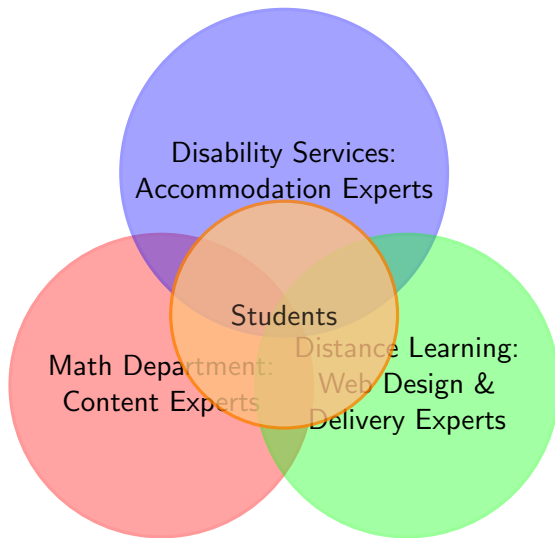 Disability Services:
Accommodation Experts
Students
Math Department:
Content Experts
Distance Learning:
Web Design &
Delivery Experts